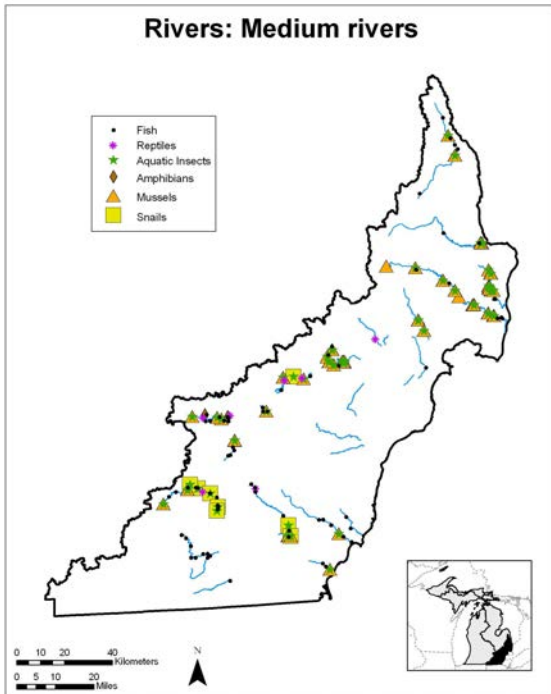 Rivers: Medium rivers
Fish
Reptiles
Aquatic Insects
Amphibians
Mussels
Snails
0 10 20 40
Kilometers
0 5 10 20
Miles
N